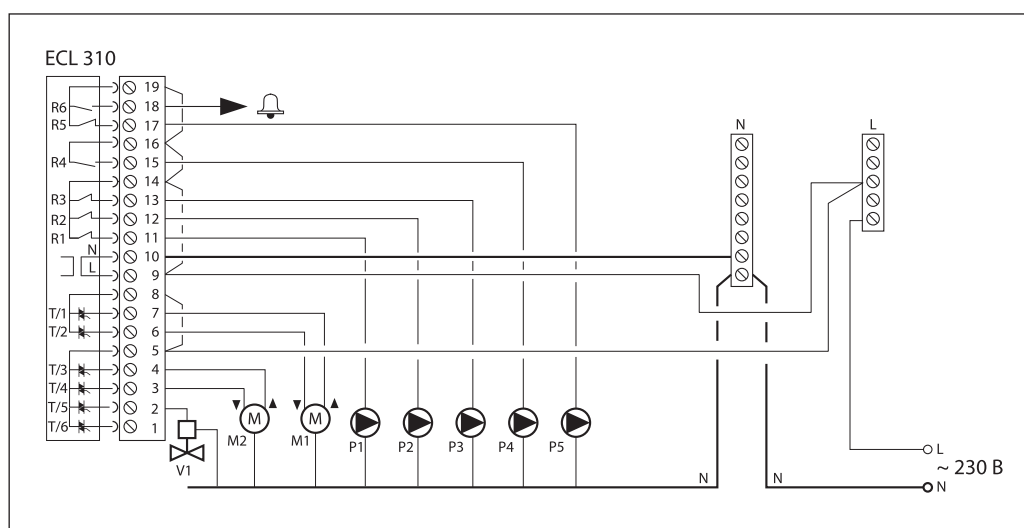 ECL 310
19
R6 18
R5 17
16
R4 15
14
R3 13
R2 12
R1 11
N 10
L 9
8
T/1 7
T/2 6
5
T/3 4
T/4 3
T/5 2
T/6 1
N
L
M
M2
M
M1
P1
P2
P3
P4
P5
V1
N
N
L
~ 230 В
N